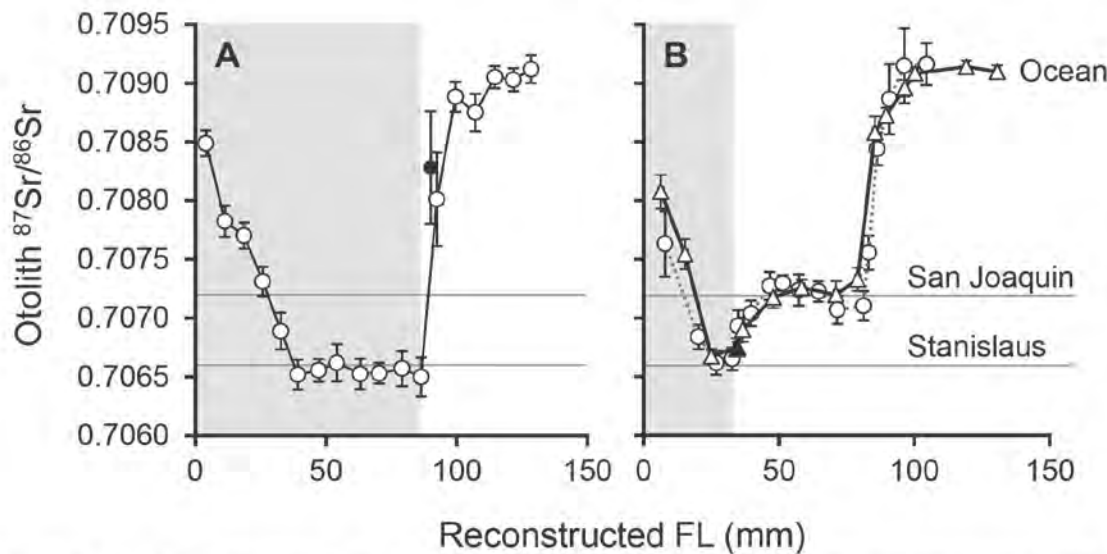 Otolith ⁸⁷Sr/⁸⁶Sr
0.7095
0.7090
0.7085
0.7080
0.7075
0.7070
0.7065
0.7060
A
0
50
100
150
B
Ocean
San Joaquin
Stanislaus
0
50
100
150
Reconstructed FL (mm)